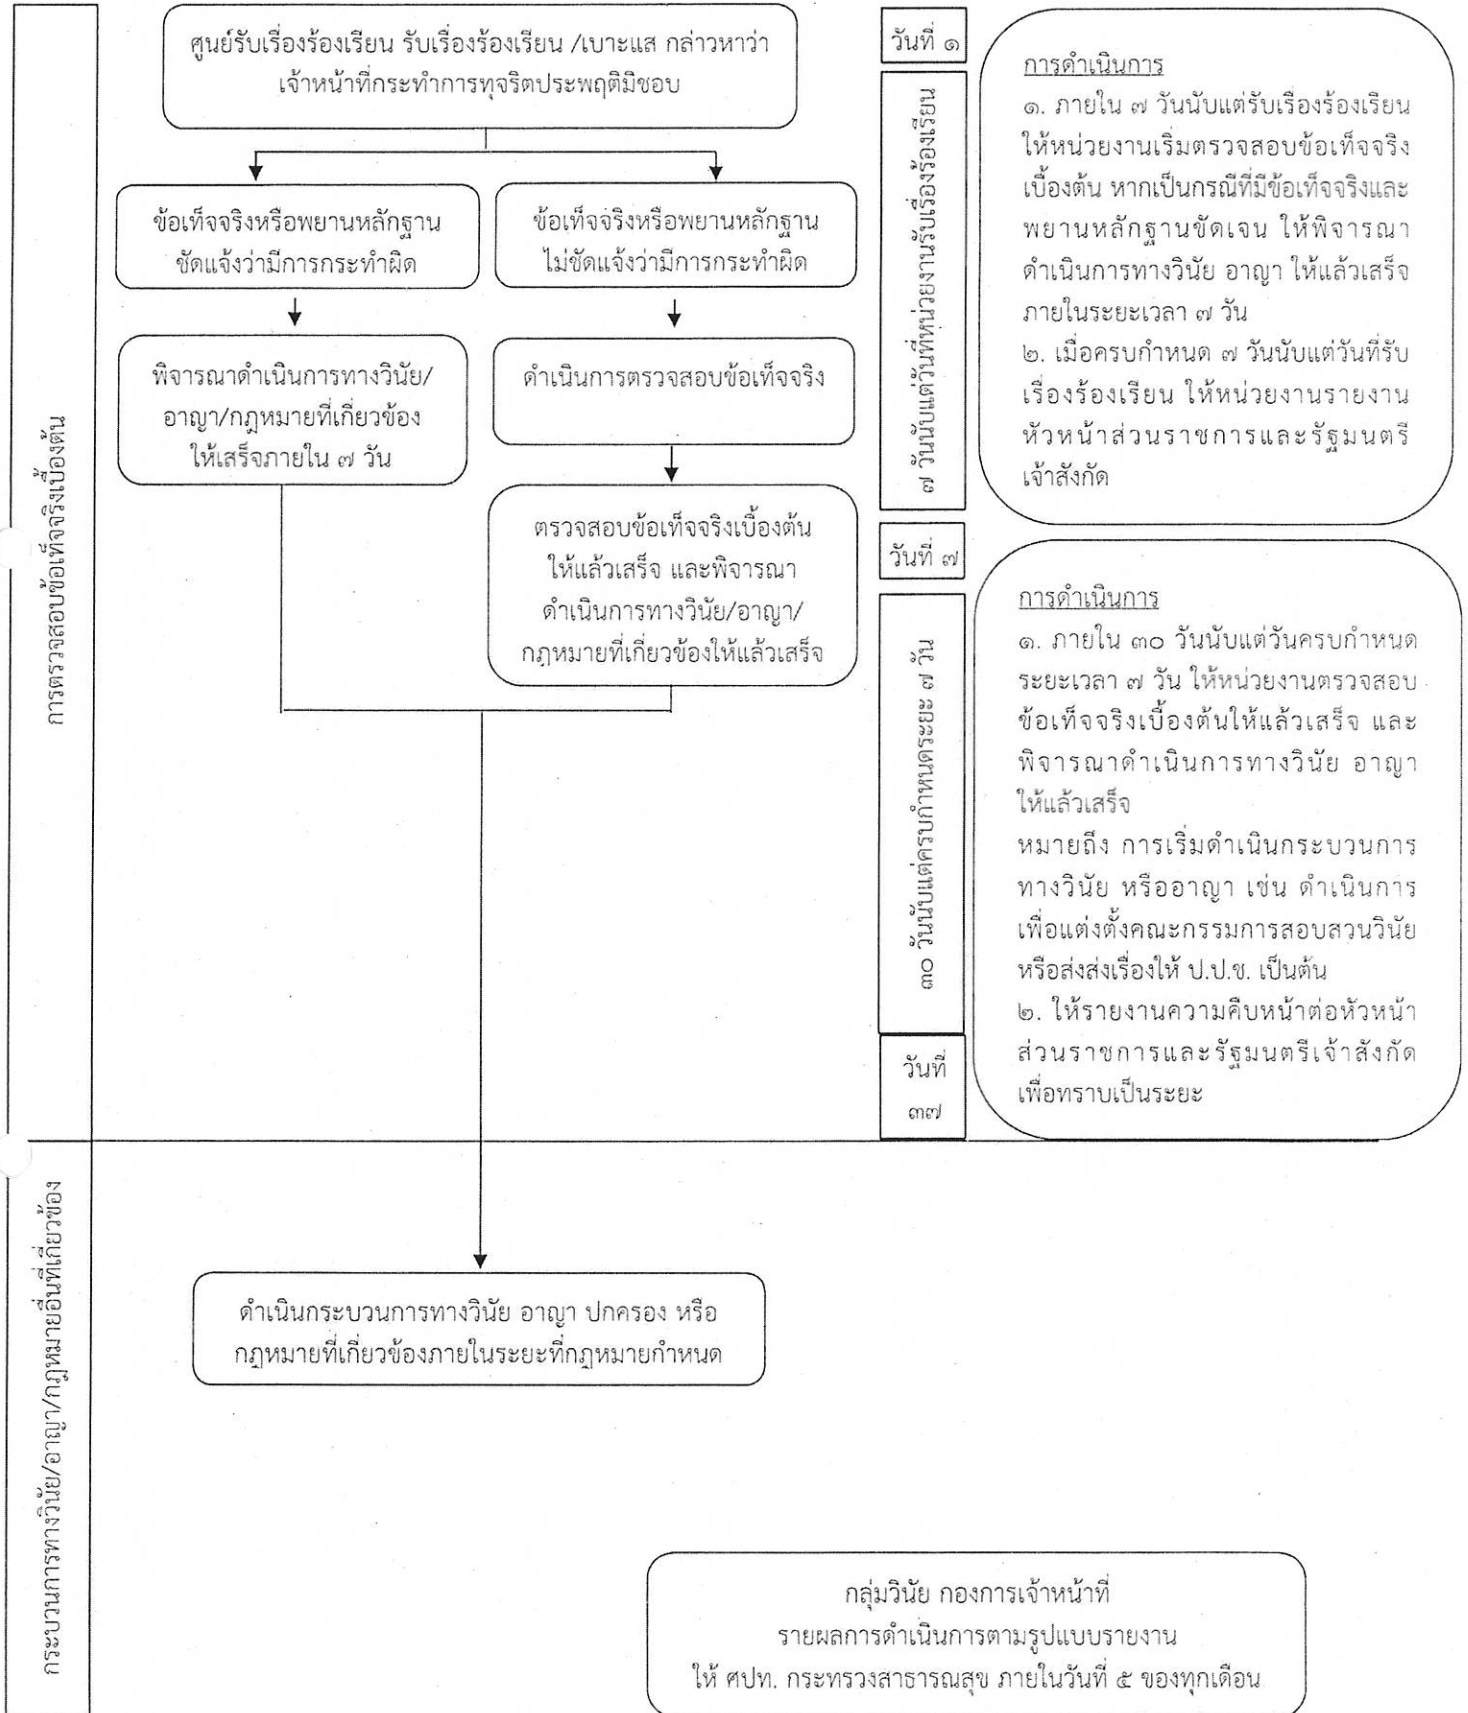 การตรวจสอบข้อเท็จจริงเบื้องต้น
ศูนย์รับเรื่องร้องเรียน รับเรื่องร้องเรียน /เบาะแส กล่าวหาว่า
เจ้าหน้าที่กระทำการทุจริตประพฤติมิชอบ
ข้อเท็จจริงหรือพยานหลักฐาน
ชัดแจ้งว่ามีการกระทำผิด
ข้อเท็จจริงหรือพยานหลักฐาน
ไม่ชัดแจ้งว่ามีการกระทำผิด
พิจารณาดำเนินการทางวินัย/
อาญา/กฎหมายที่เกี่ยวข้อง
ให้เสร็จภายใน ๗ วัน
ดำเนินการตรวจสอบข้อเท็จจริง
ตรวจสอบข้อเท็จจริงเบื้องต้น
ให้แล้วเสร็จ และพิจารณา
ดำเนินการทางวินัย/อาญา/
กฎหมายที่เกี่ยวข้องให้แล้วเสร็จ
วันที่ ๑
๗ วันนับแต่วันที่หน่วยงานรับเรื่องร้องเรียน
วันที่ ๗
๓๐ วันนับแต่ครบกำหนดระยะ ๗ วัน
วันที่
๓๗
การดำเนินการ
๑. ภายใน ๗ วันนับแต่รับเรื่องร้องเรียน
ให้หน่วยงานเริ่มตรวจสอบข้อเท็จจริง
เบื้องต้น หากเป็นกรณีที่มีข้อเท็จจริงและ
พยานหลักฐานขัดเจน ให้พิจารณา
ดำเนินการทางวินัย อาญา ให้แล้วเสร็จ
ภายในระยะเวลา ๗ วัน
๒. เมื่อครบกำหนด ๗ วันนับแต่วันที่รับ
เรื่องร้องเรียน ให้หน่วยงานรายงาน
หัวหน้าส่วนราชการและรัฐมนตรี
เจ้าสังกัด
การดำเนินการ
๑. ภายใน ๓๐ วันนับแต่วันครบกำหนด
ระยะเวลา ๗ วัน ให้หน่วยงานตรวจสอบ
ข้อเท็จจริงเบื้องต้นให้แล้วเสร็จ และ
พิจารณาดำเนินการทางวินัย อาญา
ให้แล้วเสร็จ
หมายถึง การเริ่มดำเนินกระบวนการ
ทางวินัย หรืออาญา เช่น ดำเนินการ
เพื่อแต่งตั้งคณะกรรมการสอบสวนวินัย
หรือส่งส่งเรื่องให้ ป.ป.ช. เป็นต้น
๒. ให้รายงานความคืบหน้าต่อหัวหน้า
ส่วนราชการและรัฐมนตรีเจ้าสังกัด
เพื่อทราบเป็นระยะ
กระบวนการทางวินัย/อาญา/กฎหมายอื่นที่เกี่ยวข้อง
ดำเนินกระบวนการทางวินัย อาญา ปกครอง หรือ
กฎหมายที่เกี่ยวข้องภายในระยะที่กฎหมายกำหนด
กลุ่มวินัย กองการเจ้าหน้าที่
รายผลการดำเนินการตามรูปแบบรายงาน
ให้ ศปท. กระทรวงสาธารณสุข ภายในวันที่ ๕ ของทุกเดือน